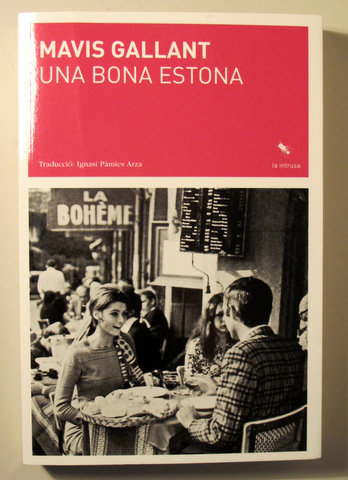 MAVIS GALLANT
UNA BONA ESTONA
Traducció: Ignasi Pàmies Arza
la intrusa
LA
BOHÈME